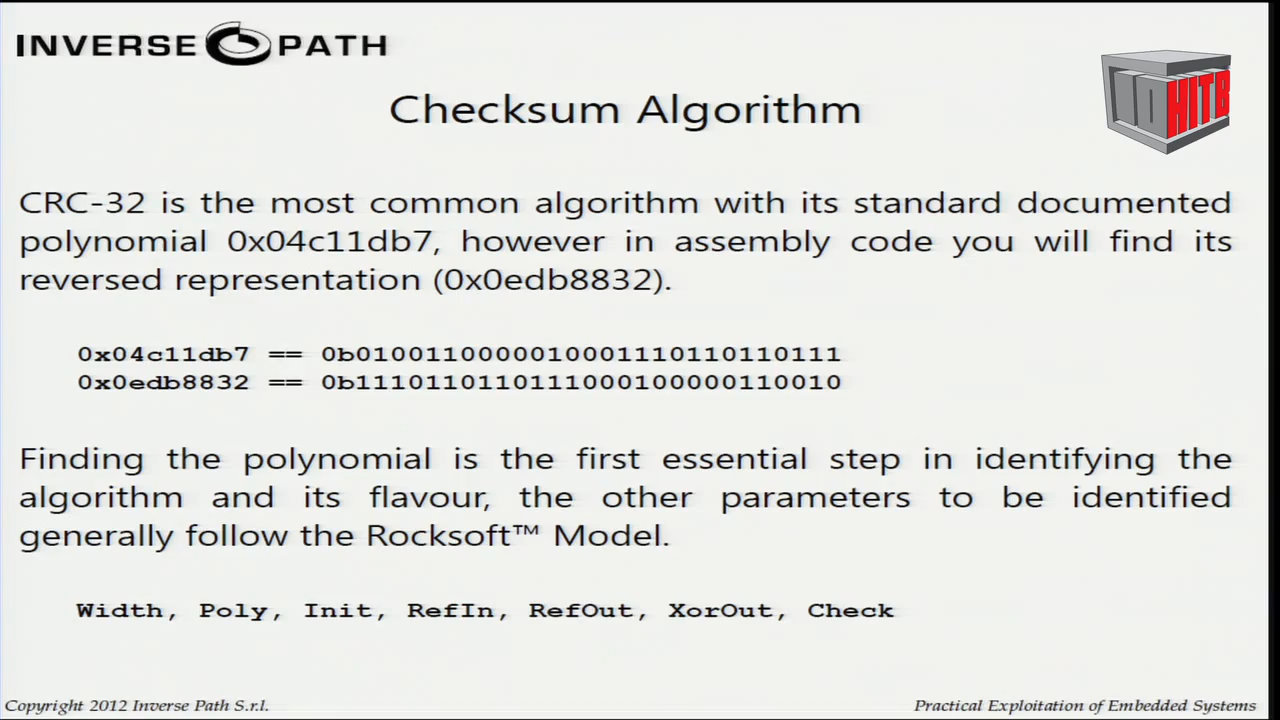 INVERSE PATH
HITB
Checksum Algorithm
CRC-32 is the most common algorithm with its standard documented
polynomial 0x04c11db7, however in assembly code you will find its
reversed representation (0x0edb8832).
0x04c11db7 == 0b0100110000010001110110110111
0x0edb8832 == 0b1110110110111000100000110010
Finding the polynomial is the first essential step in identifying the
algorithm and its flavour, the other parameters to be identified
generally follow the Rocksoft™ Model.
Width, Poly, Init, RefIn, RefOut, XorOut, Check
Copyright 2012 Inverse Path S.r.l.
Practical Exploitation of Embedded Systems